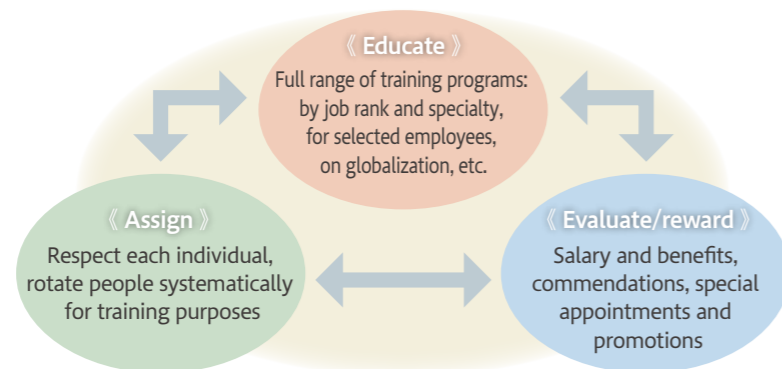 《 Educate 》
Full range of training programs:
by job rank and specialty,
for selected employees,
on globalization, etc.
《 Assign 》
Respect each individual,
rotate people systematically
for training purposes
《 Evaluate/reward 》
Salary and benefits,
commendations, special
appointments and
promotions